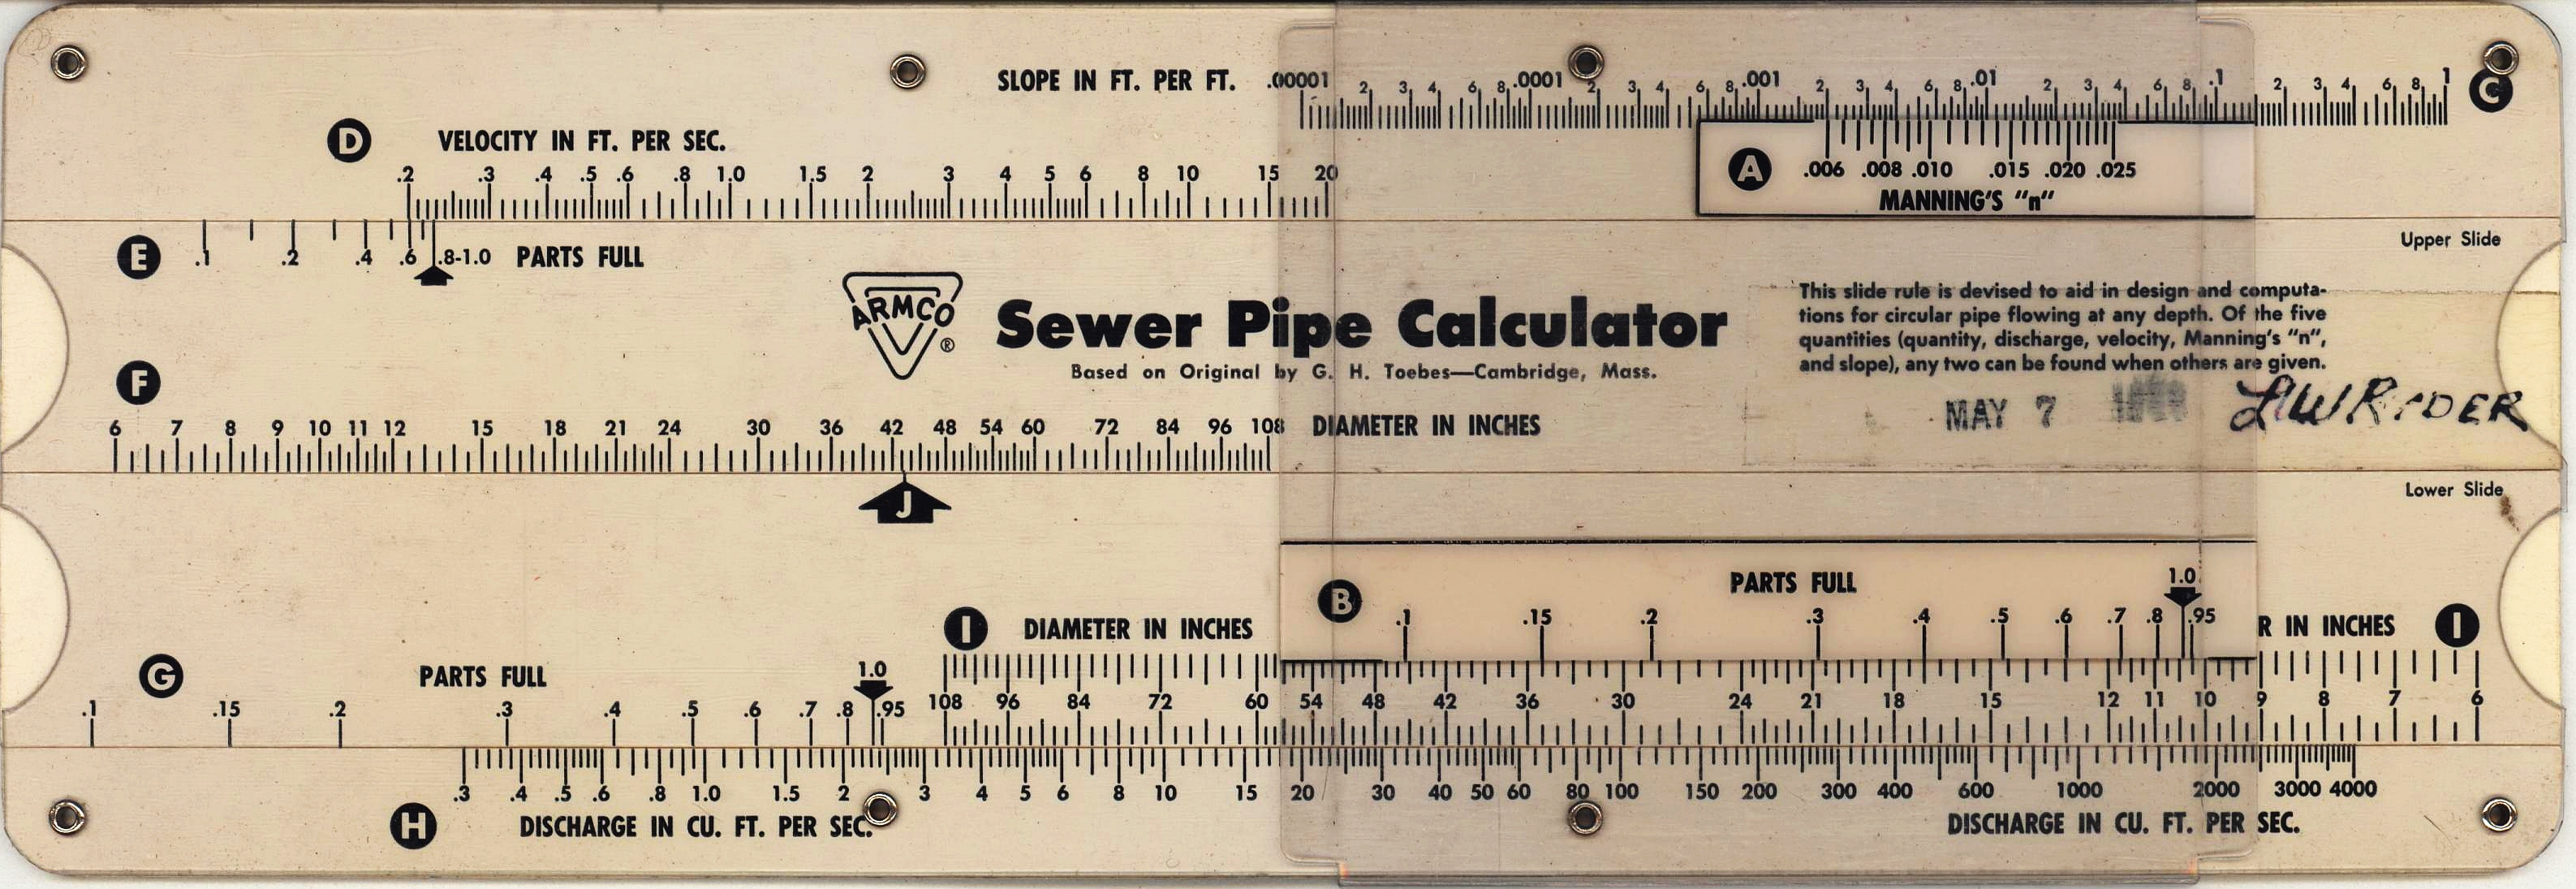 SLOPE IN FT. PER FT. .00001 2 3 4 6 8 .0001 2 3 4 6 8 .001 2 3 4 6 8 .01 2 3 4 6 8 .1 2 3 4 6 8 1 C
D VELOCITY IN FT. PER SEC.
.2 .3 .4 .5 .6 .8 1.0 1.5 2 3 4 5 6 8 10 15 20
A .006 .008 .010 .015 .020 .025
MANNING'S "n"
Upper Slide
E .1 .2 .4 .6 .8-1.0 PARTS FULL
ARMCO ®
Sewer Pipe Calculator
Based on Original by G. H. Toebes—Cambridge, Mass.
This slide rule is devised to aid in design and computa-
tions for circular pipe flowing at any depth. Of the five
quantities (quantity, discharge, velocity, Manning's "n",
and slope), any two can be found when others are given.
MAY 7
LWRYDER
F
6 7 8 9 10 11 12 15 18 21 24 30 36 42 48 54 60 72 84 96 108 DIAMETER IN INCHES
J
Lower Slide
B PARTS FULL 1.0
.1 .15 .2 .3 .4 .5 .6 .7 .8 .95
I DIAMETER IN INCHES
R IN INCHES I
G PARTS FULL 1.0
.1 .15 .2 .3 .4 .5 .6 .7 .8 .95
108 96 84 72 60 54 48 42 36 30 24 21 18 15 12 11 10 9 8 7 6
.3 .4 .5 .6 .8 1.0 1.5 2 3 4 5 6 8 10 15 20 30 40 50 60 80 100 150 200 300 400 600 1000 2000 3000 4000
H DISCHARGE IN CU. FT. PER SEC.
DISCHARGE IN CU. FT. PER SEC.